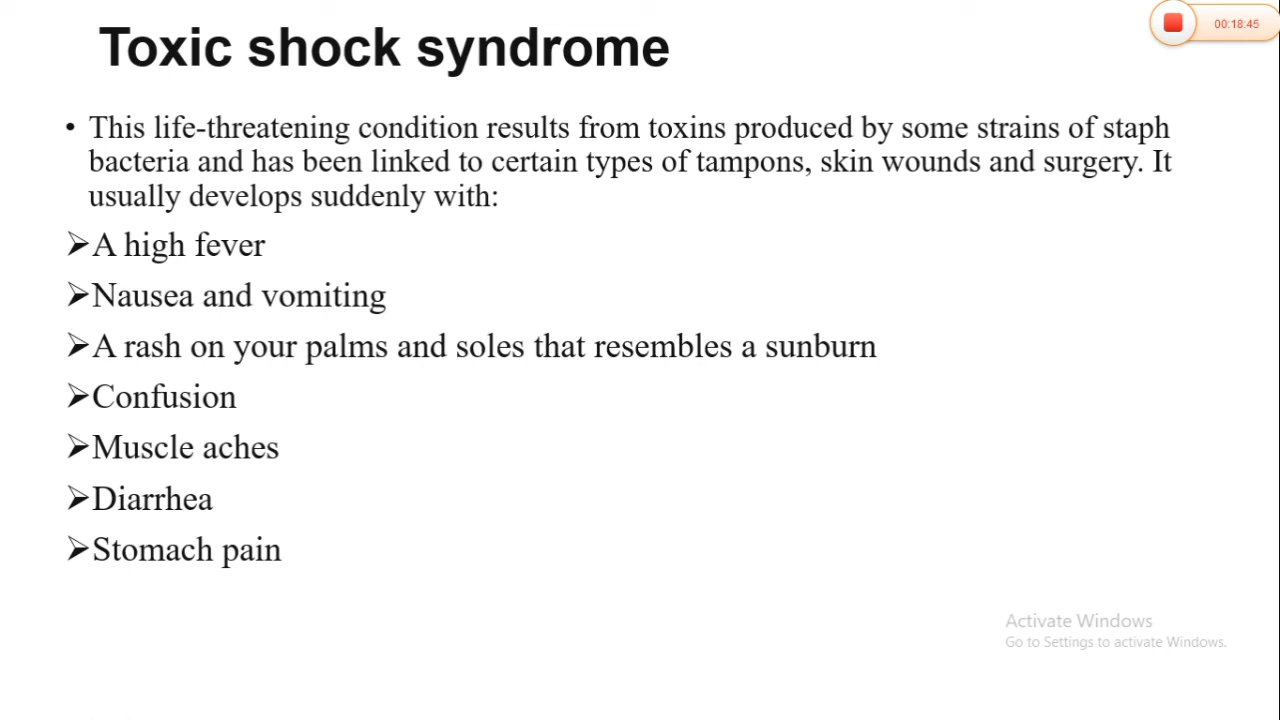 Toxic shock syndrome
00:18:45
• This life-threatening condition results from toxins produced by some strains of staph
bacteria and has been linked to certain types of tampons, skin wounds and surgery. It
usually develops suddenly with:
➢A high fever
➢Nausea and vomiting
➢A rash on your palms and soles that resembles a sunburn
➢Confusion
➢Muscle aches
➢Diarrhea
➢Stomach pain
Activate Windows
Go to Settings to activate Windows.